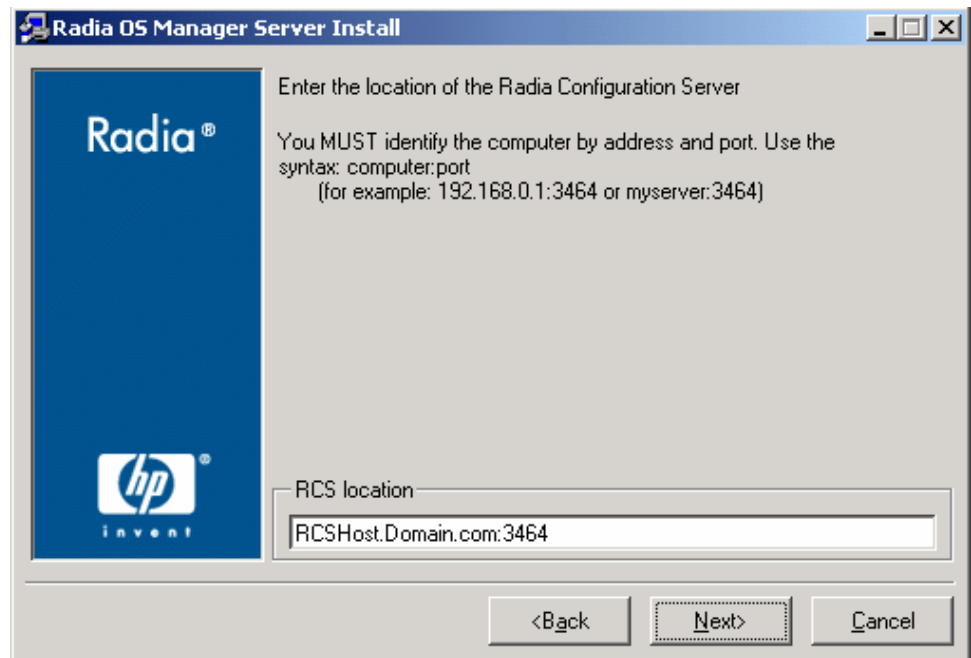 Radia OS Manager Server Install
Radia®
Enter the location of the Radia Configuration Server
You MUST identify the computer by address and port. Use the
syntax: computer:port
(for example: 192.168.0.1:3464 or myserver:3464)
hp®
invent
RCS location
RCSHost.Domain.com:3464
<Back
Next>
Cancel